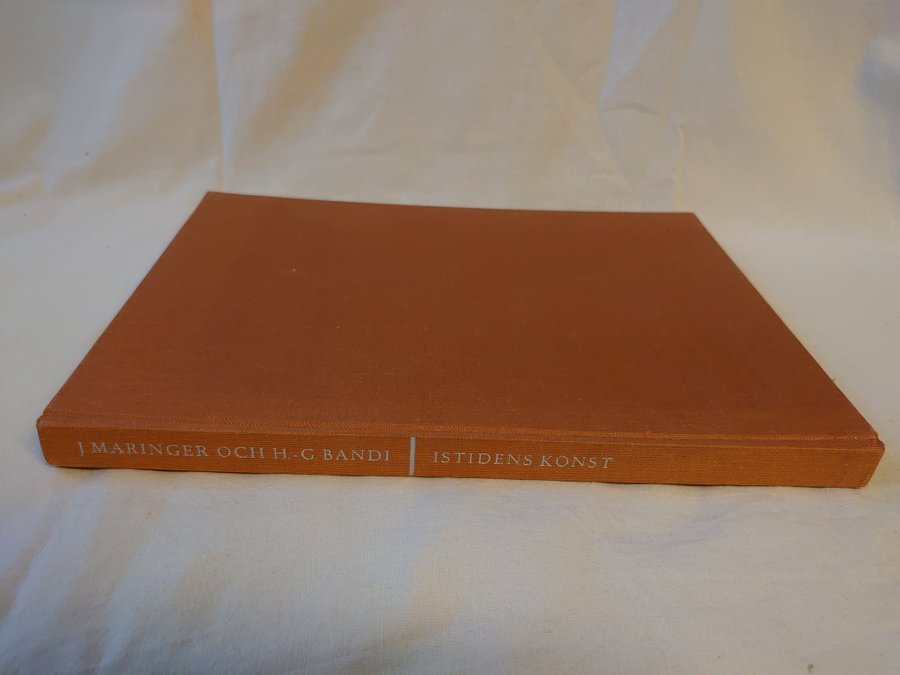 J MARINGER OCH H.-G BANDI | ISTIDENS KONST